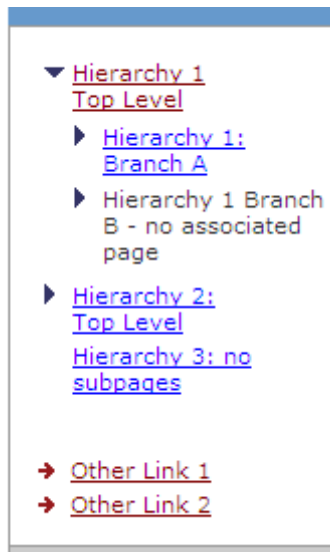 Hierarchy 1
Top Level
Hierarchy 1:
Branch A
Hierarchy 1 Branch
B - no associated
page
Hierarchy 2:
Top Level
Hierarchy 3: no
subpages
Other Link 1
Other Link 2